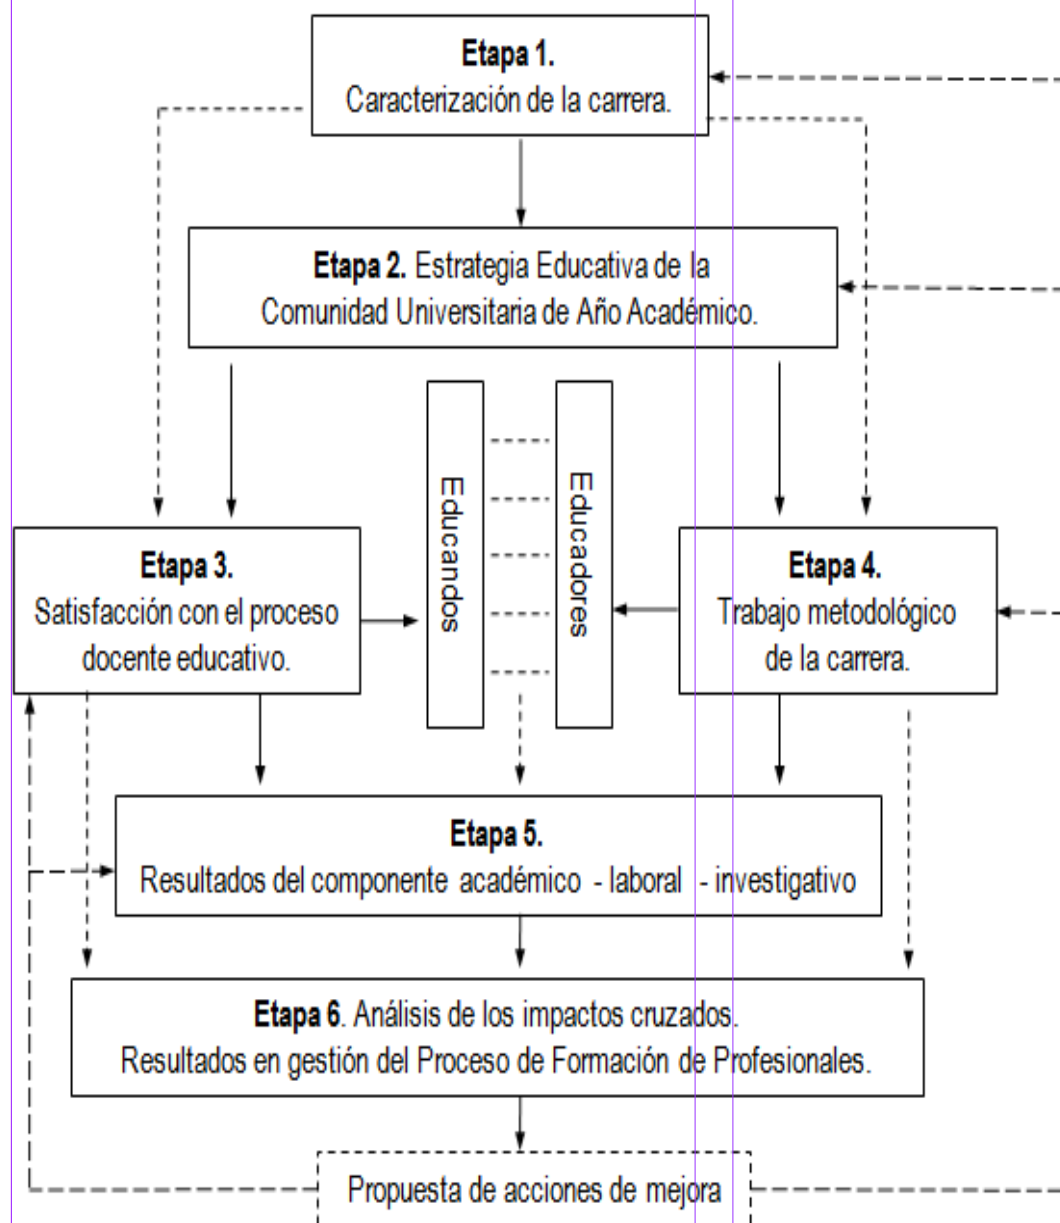 Etapa 1.
Caracterización de la carrera.
Etapa 2. Estrategia Educativa de la
Comunidad Universitaria de Año Académico.
Educandos
Educadores
Etapa 3.
Satisfacción con el proceso
docente educativo.
Etapa 4.
Trabajo metodológico
de la carrera.
Etapa 5.
Resultados del componente académico - laboral - investigativo
Etapa 6. Análisis de los impactos cruzados.
Resultados en gestión del Proceso de Formación de Profesionales.
Propuesta de acciones de mejora